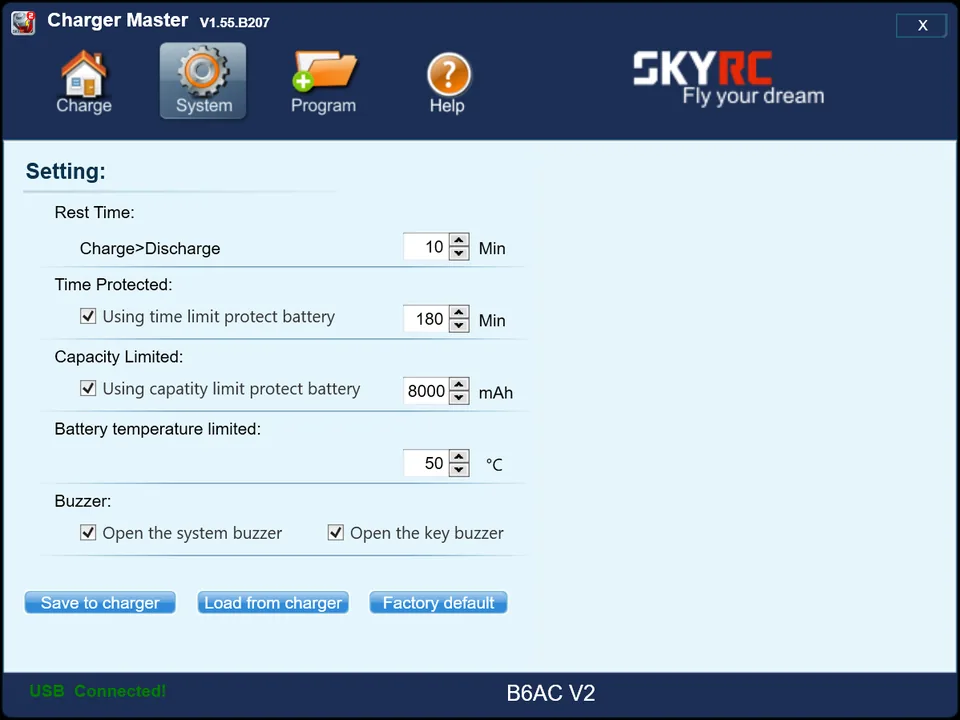 Charger Master V1.55.B207
X
Charge System Program Help
SKYRC
Fly your dream
Setting:
Rest Time:
Charge>Discharge 10 Min
Time Protected:
Using time limit protect battery 180 Min
Capacity Limited:
Using capatity limit protect battery 8000 mAh
Battery temperature limited:
50 °C
Buzzer:
Open the system buzzer Open the key buzzer
Save to charger Load from charger Factory default
USB Connected! B6AC V2